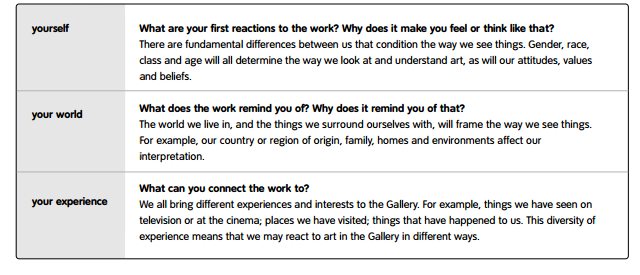 yourself
What are your first reactions to the work? Why does it make you feel or think like that?
There are fundamental differences between us that condition the way we see things. Gender, race,
class and age will all determine the way we look at and understand art, as will our attitudes, values
and beliefs.
your world
What does the work remind you of? Why does it remind you of that?
The world we live in, and the things we surround ourselves with, will frame the way we see things.
For example, our country or region of origin, family, homes and environments affect our
interpretation.
your experience
What can you connect the work to?
We all bring different experiences and interests to the Gallery. For example, things we have seen on
television or at the cinema; places we have visited; things that have happened to us. This diversity of
experience means that we may react to art in the Gallery in different ways.